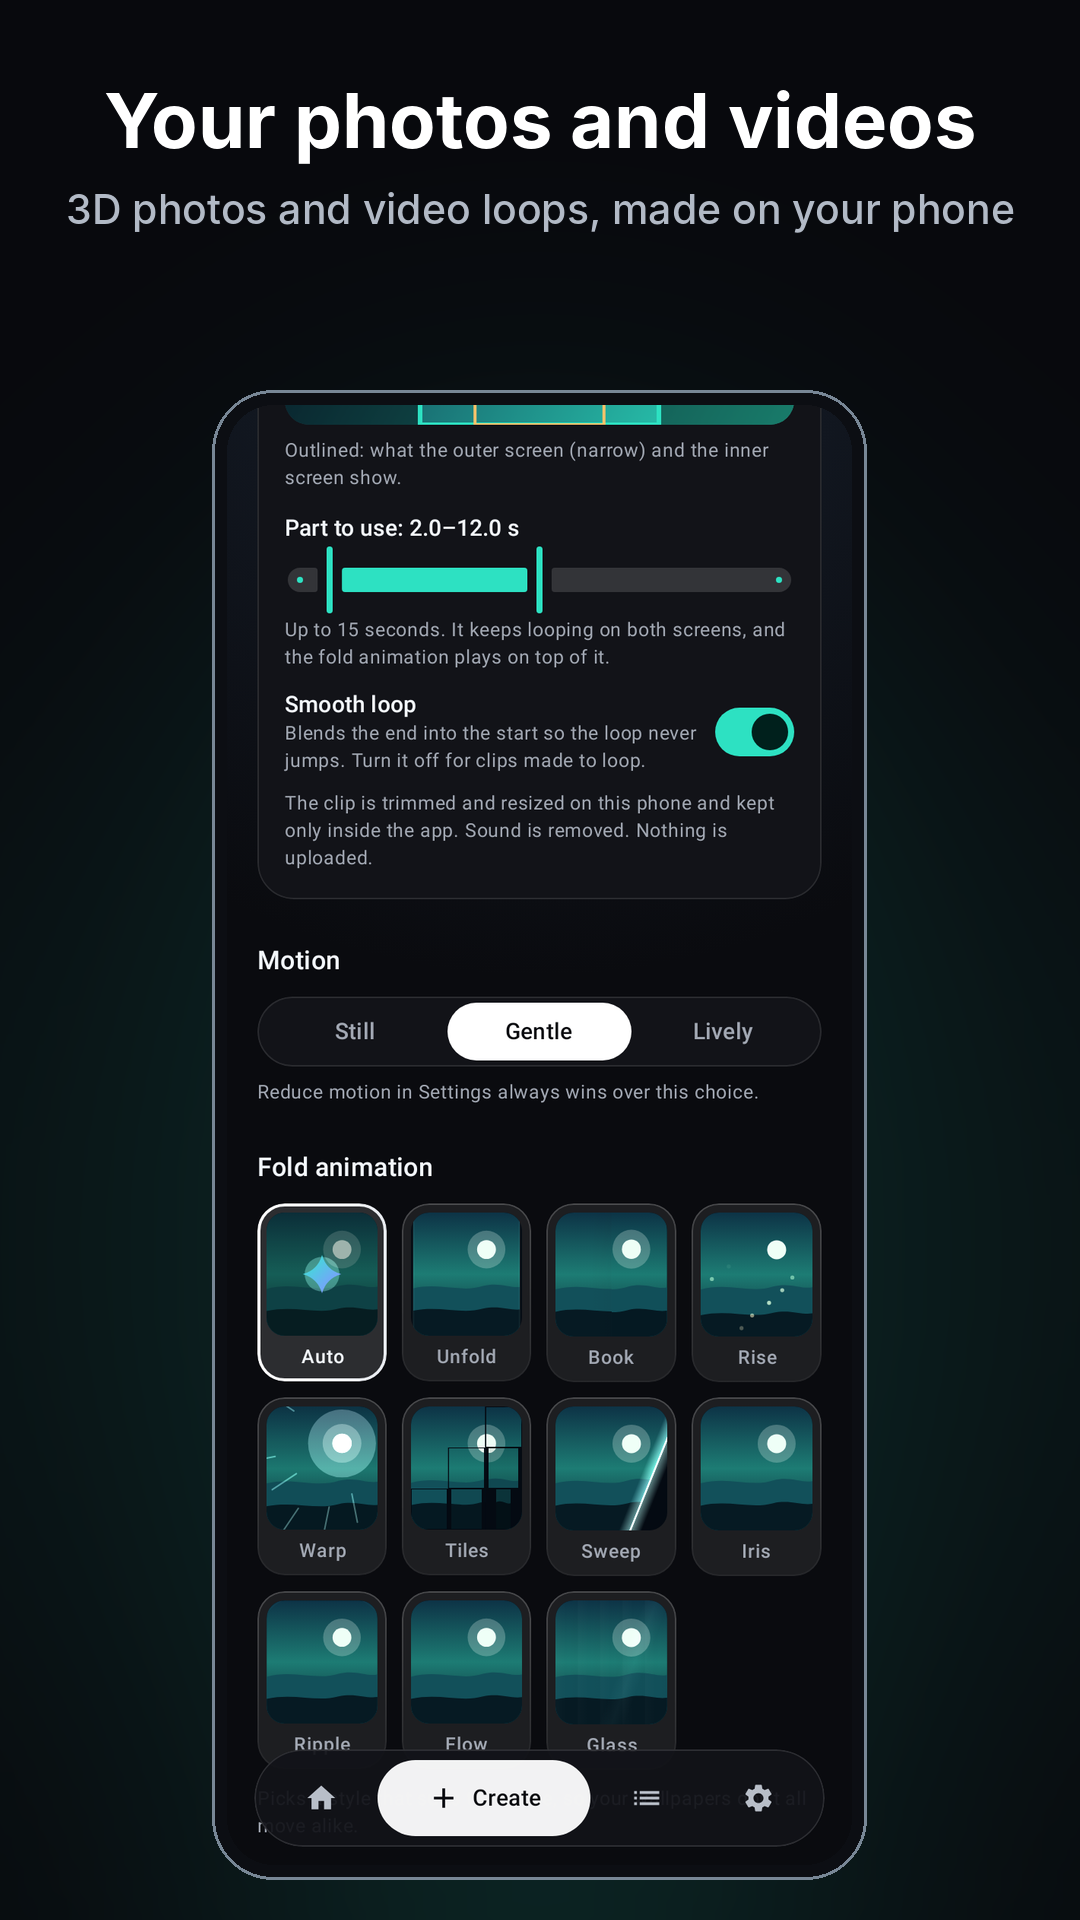 Your photos and videos
3D photos and video loops, made on your phone
Outlined: what the outer screen (narrow) and the inner
screen show.
Part to use: 2.0–12.0 s
Up to 15 seconds. It keeps looping on both screens, and
the fold animation plays on top of it.
Smooth loop
Blends the end into the start so the loop never
jumps. Turn it off for clips made to loop.
The clip is trimmed and resized on this phone and kept
only inside the app. Sound is removed. Nothing is
uploaded.
Motion
Still
Gentle
Lively
Reduce motion in Settings always wins over this choice.
Fold animation
Auto
Unfold
Book
Rise
Warp
Tiles
Sweep
Iris
Ripple
Flow
Glass
Picks style your all
move alike.
Create